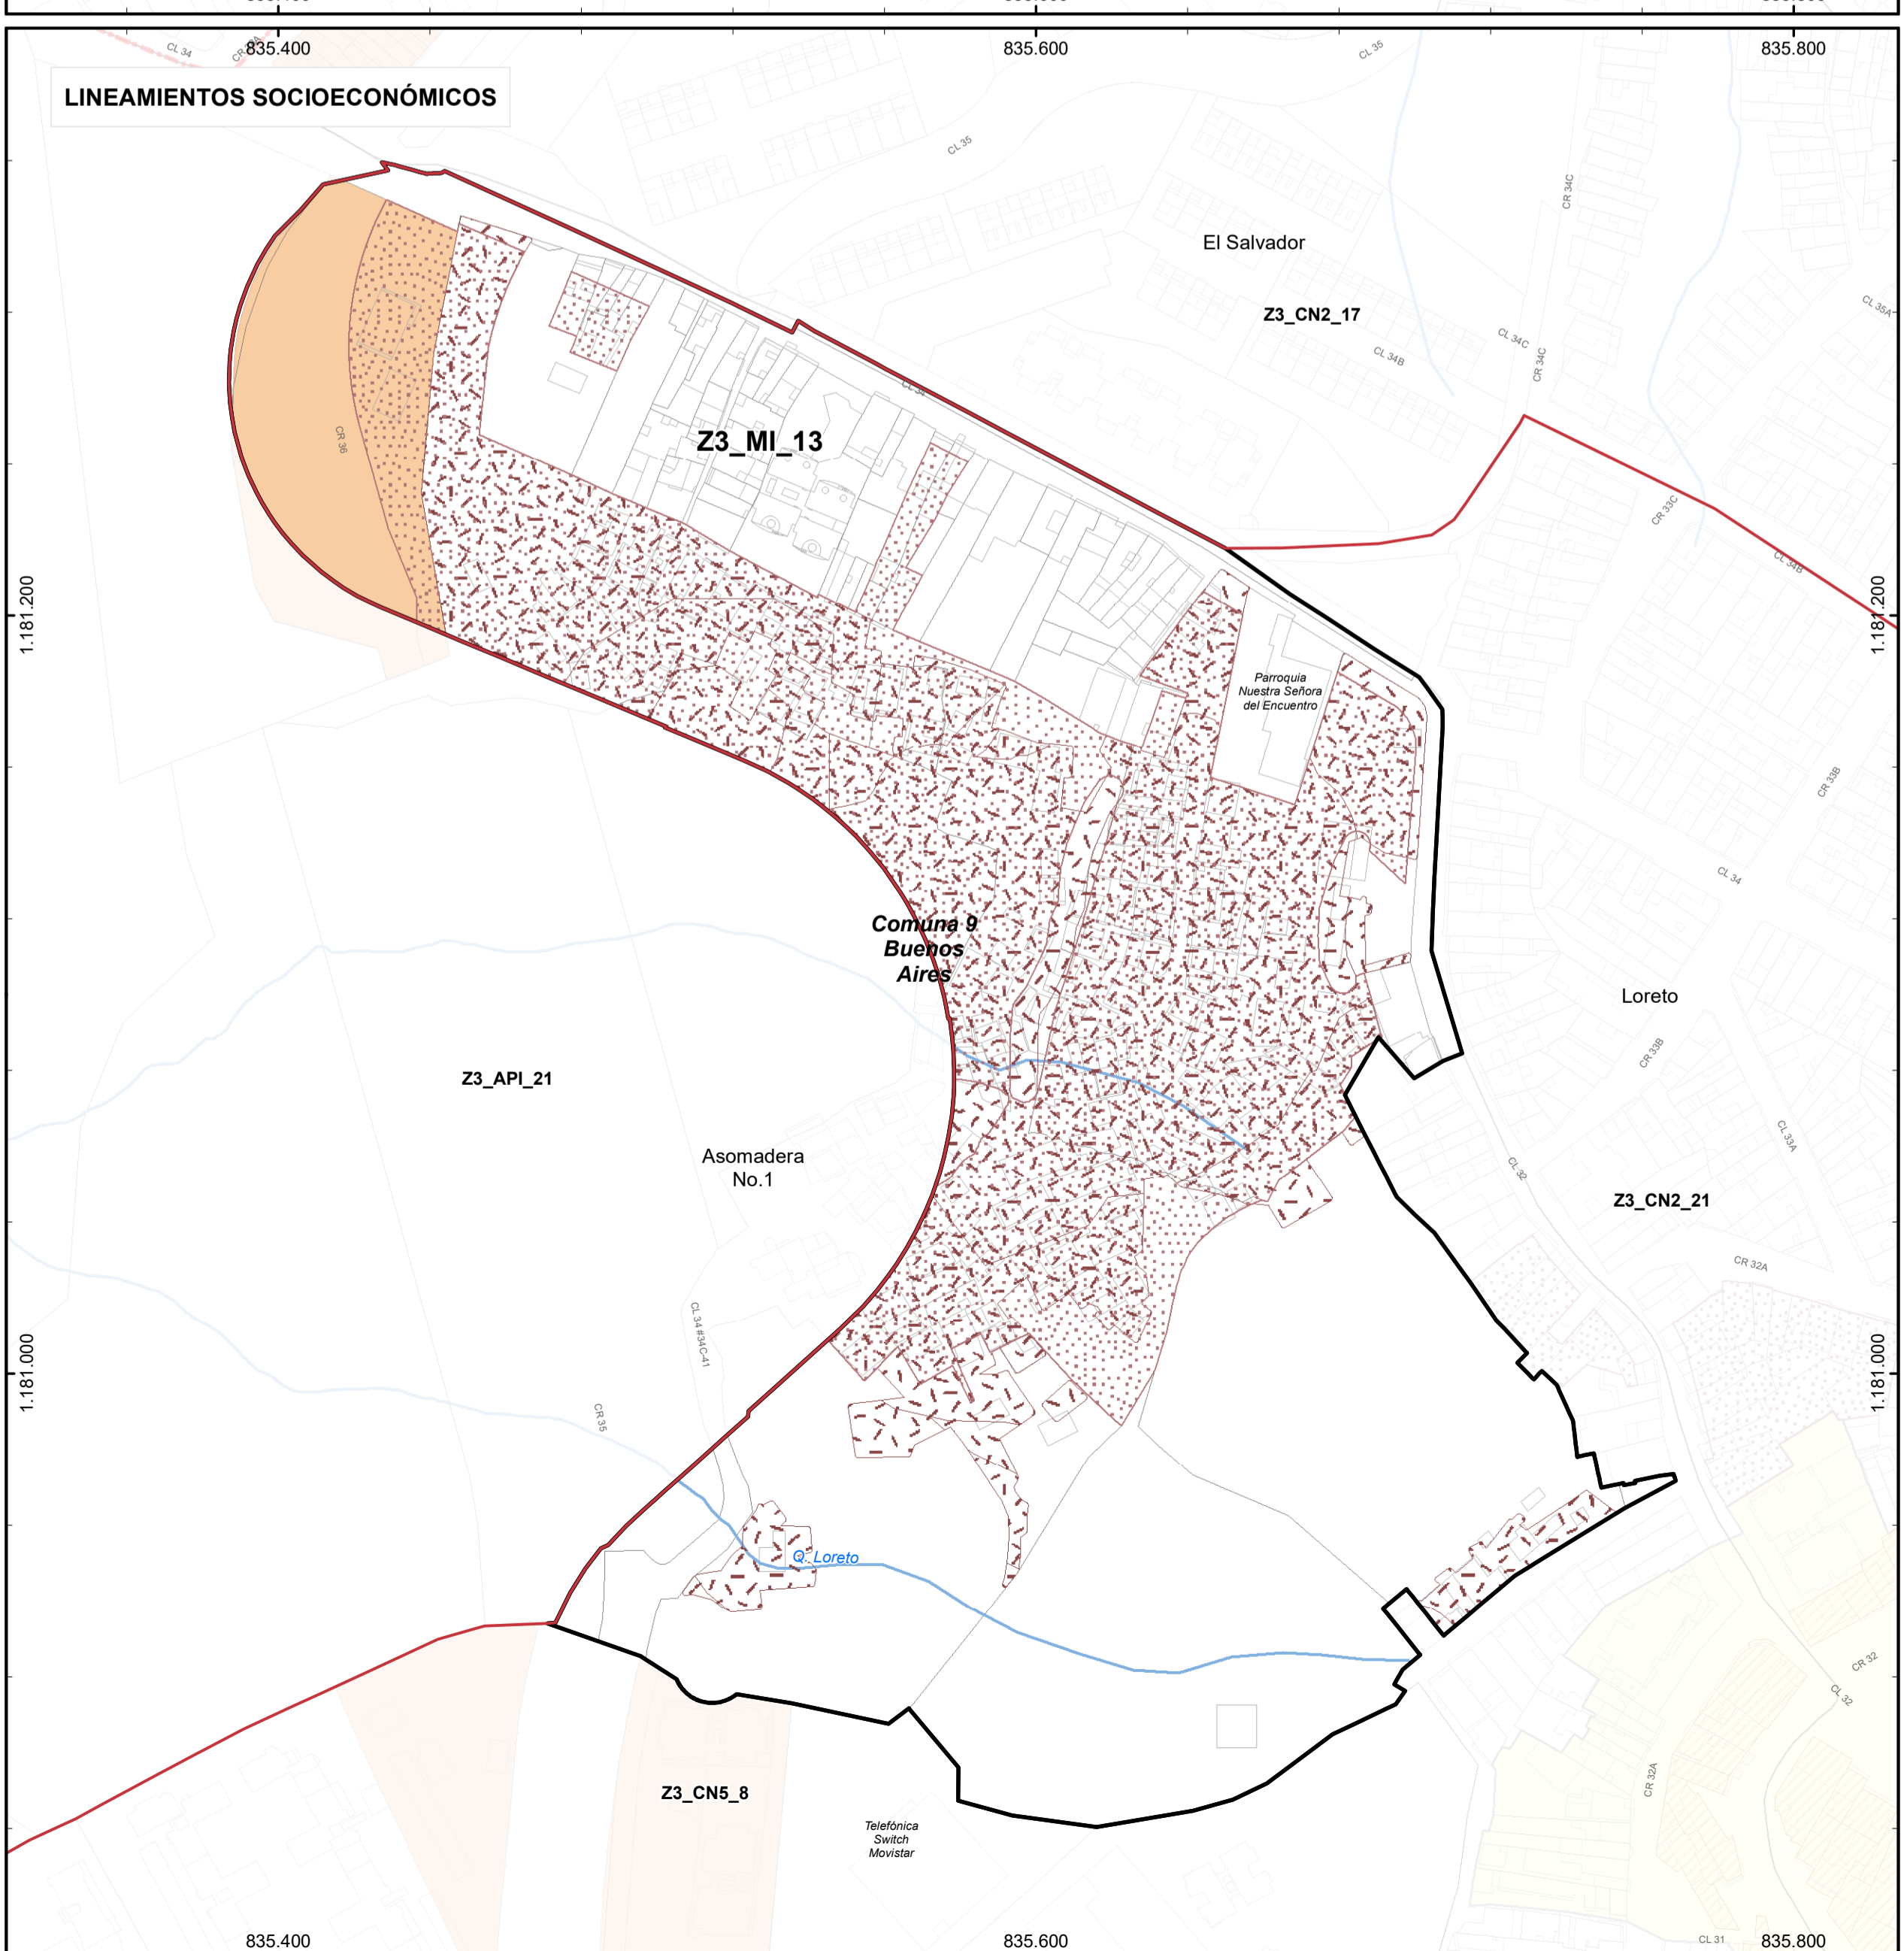 835.400
835.600
835.800
LINEAMIENTOS SOCIOECONÓMICOS
CL 34
CL 35
CL 35
CR 34C
El Salvador
Z3_CN2_17
CL 35A
CL 34C
CR 34C
CL 34B
CL 34
CR 36
Z3_MI_13
CR 33C
CL 34B
1.181.200
1.181.200
Parroquia
Nuestra Señora
del Encuentro
CR 33B
CL 34
Comuna 9
Buenos
Aires
Loreto
CR 33B
Z3_API_21
Asomadera
No.1
CL 33A
CL 32
Z3_CN2_21
CR 32A
CL 34#34C-41
1.181.000
1.181.000
CR 35
Q. Loreto
CR 32
CL 32
CR 32A
Z3_CN5_8
Telefónica
Switch
Movistar
CL 31
835.400
835.600
835.800